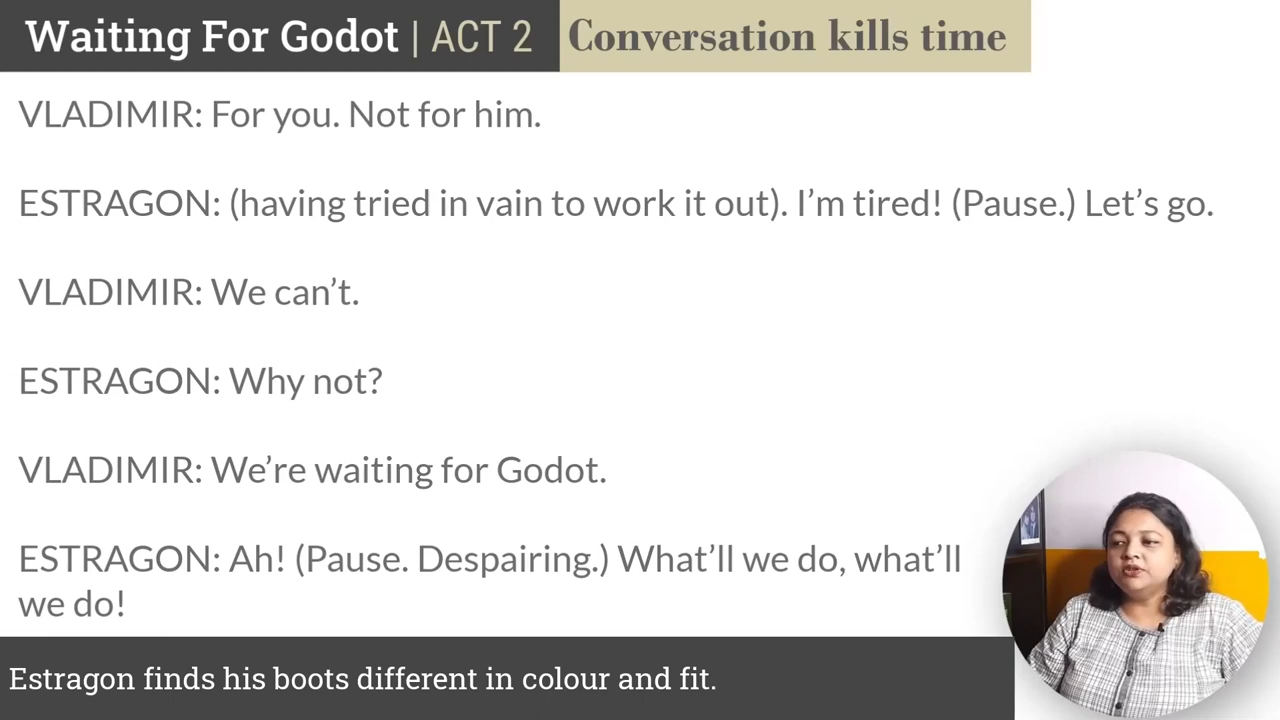 Waiting For Godot | ACT 2 Conversation kills time
VLADIMIR: For you. Not for him.
ESTRAGON: (having tried in vain to work it out). I’m tired! (Pause.) Let’s go.
VLADIMIR: We can’t.
ESTRAGON: Why not?
VLADIMIR: We’re waiting for Godot.
ESTRAGON: Ah! (Pause. Despairing.) What’ll we do, what’ll
we do!
Estragon finds his boots different in colour and fit.